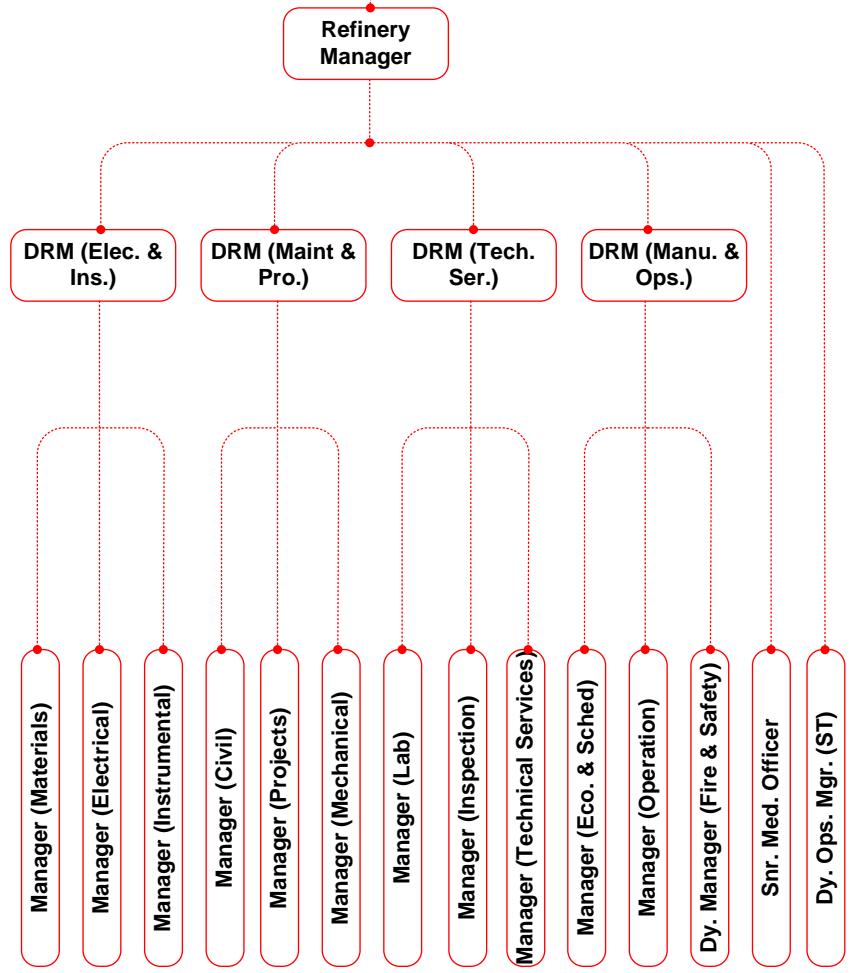 Refinery
Manager
DRM (Elec. &
Ins.)
DRM (Maint &
Pro.)
DRM (Tech.
Ser.)
DRM (Manu. &
Ops.)
Manager (Materials)
Manager (Electrical)
Manager (Instrumental)
Manager (Civil)
Manager (Projects)
Manager (Mechanical)
Manager (Lab)
Manager (Inspection)
Manager (Technical Services)
Manager (Eco. & Sched)
Manager (Operation)
Dy. Manager (Fire & Safety)
Snr. Med. Officer
Dy. Ops. Mgr. (ST)